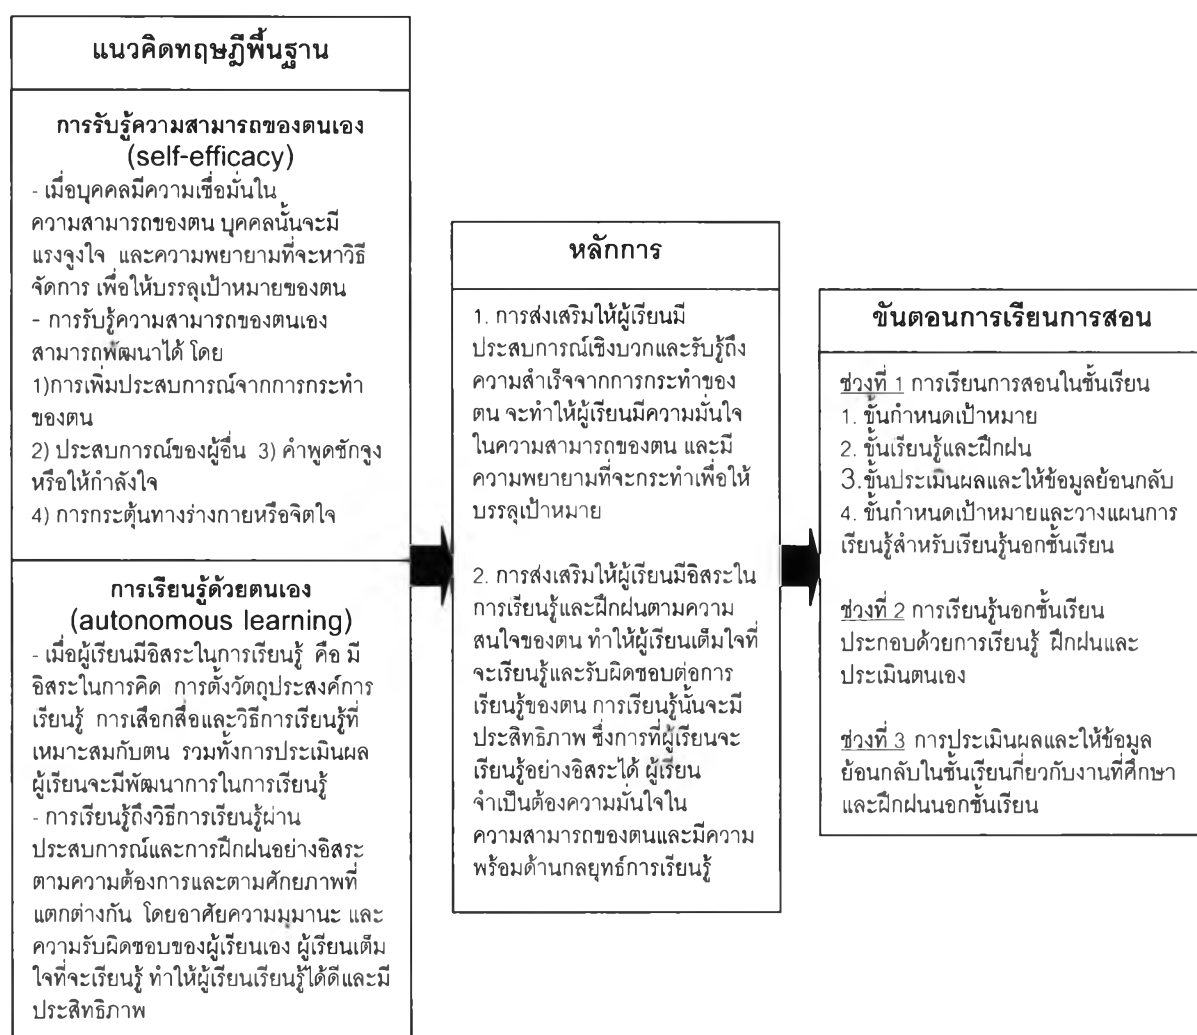 แนวคิดทฤษฎีพื้นฐาน
การรับรู้ความสามารถของตนเอง
(self-efficacy)
- เมื่อบุคคลมีความเชื่อมั่นใน
ความสามารถของตน บุคคลนั้นจะมี
แรงจูงใจ และความพยายามที่จะหาวิธี
จัดการ เพื่อให้บรรลุเป้าหมายของตน
- การรับรู้ความสามารถของตนเอง
สามารถพัฒนาได้ โดย
1)การเพิ่มประสบการณ์จากการกระทำ
ของตน
2) ประสบการณ์ของผู้อื่น 3) คำพูดชักจูง
หรือให้กำลังใจ
4) การกระตุ้นทางร่างกายหรือจิตใจ
การเรียนรู้ด้วยตนเอง
(autonomous learning)
- เมื่อผู้เรียนมีอิสระในการเรียนรู้ คือ มี
อิสระในการคิด การตั้งวัตถุประสงค์การ
เรียนรู้ การเลือกสื่อและวิธีการเรียนรู้ที่
เหมาะสมกับตน รวมทั้งการประเมินผล
ผู้เรียนจะมีพัฒนาการในการเรียนรู้
- การเรียนรู้ถึงวิธีการเรียนรู้ผ่าน
ประสบการณ์และการฝึกฝนอย่างอิสระ
ตามความต้องการและตามศักยภาพที่
แตกต่างกัน โดยอาศัยความมุมานะ และ
ความรับผิดชอบของผู้เรียนเอง ผู้เรียนเต็ม
ใจที่จะเรียนรู้ ทำให้ผู้เรียนเรียนรู้ได้ดีและมี
ประสิทธิภาพ
หลักการ
1. การส่งเสริมให้ผู้เรียนมี
ประสบการณ์เชิงบวกและรับรู้ถึง
ความสำเร็จจากการกระทำของ
ตน จะทำให้ผู้เรียนมีความมั่นใจ
ในความสามารถของตน และมี
ความพยายามที่จะกระทำเพื่อให้
บรรลุเป้าหมาย
2. การส่งเสริมให้ผู้เรียนมีอิสระใน
การเรียนรู้และฝึกฝนตามความ
สนใจของตน ทำให้ผู้เรียนเต็มใจที่
จะเรียนรู้และรับผิดชอบต่อการ
เรียนรู้ของตน การเรียนรู้นั้นจะมี
ประสิทธิภาพ ซึ่งการที่ผู้เรียนจะ
เรียนรู้อย่างอิสระได้ ผู้เรียน
จำเป็นต้องความมั่นใจใน
ความสามารถของตนและมีความ
พร้อมด้านกลยุทธ์การเรียนรู้
ขันตอนการเรียนการสอน
ช่วงที่ 1 การเรียนการสอนในชั้นเรียน
1. ขั้นกำหนดเป้าหมาย
2. ขั้นเรียนรู้และฝึกฝน
3.ขั้นประเมินผลและให้ข้อมูลย้อนกลับ
4. ขั้นกำหนดเป้าหมายและวางแผนการ
เรียนรู้สำหรับเรียนรู้นอกชั้นเรียน
ช่วงที่ 2 การเรียนรู้นอกชั้นเรียน
ประกอบด้วยการเรียนรู้ ฝึกฝนและ
ประเมินตนเอง
ช่วงที่ 3 การประเมินผลและให้ข้อมูล
ย้อนกลับในชั้นเรียนกี่ยวกับงานที่ศึกษา
และฝึกฝนนอกชั้นเรียน